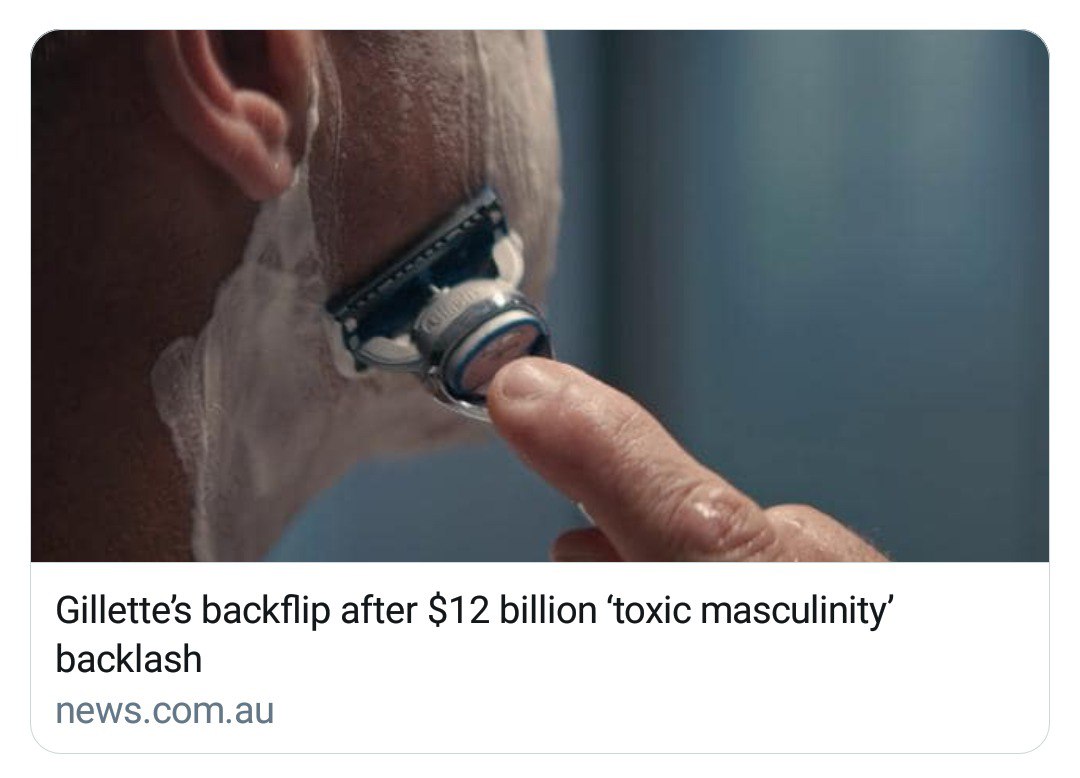 Gillette’s backflip after $12 billion ‘toxic masculinity’
backlash
news.com.au